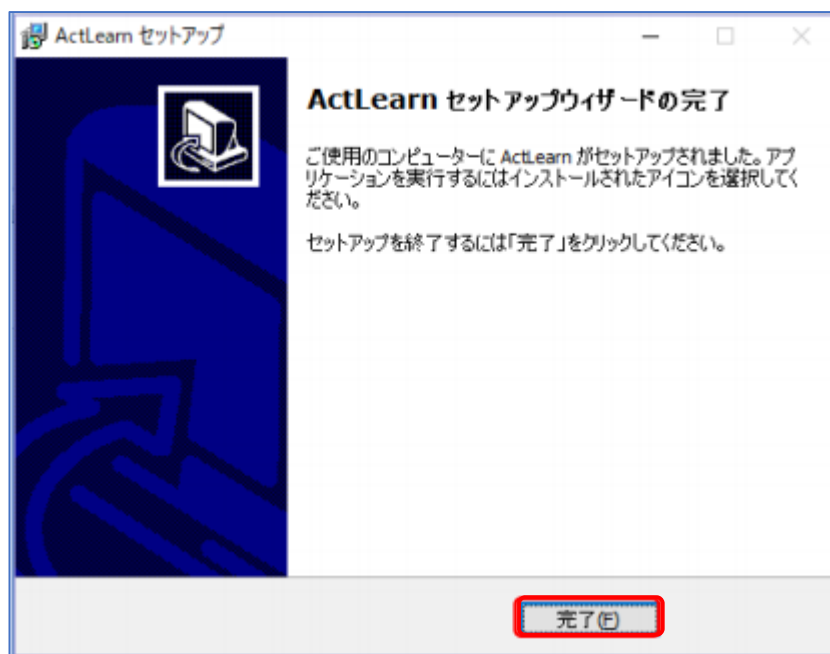 ActLearn セットアップ
ActLearn セットアップウィザードの完了
ご使用のコンピューターに ActLearn がセットアップされました。アプ
リケーションを実行するにはインストールされたアイコンを選択してく
ださい。
セットアップを終了するには「完了」をクリックしてください。
完了(F)